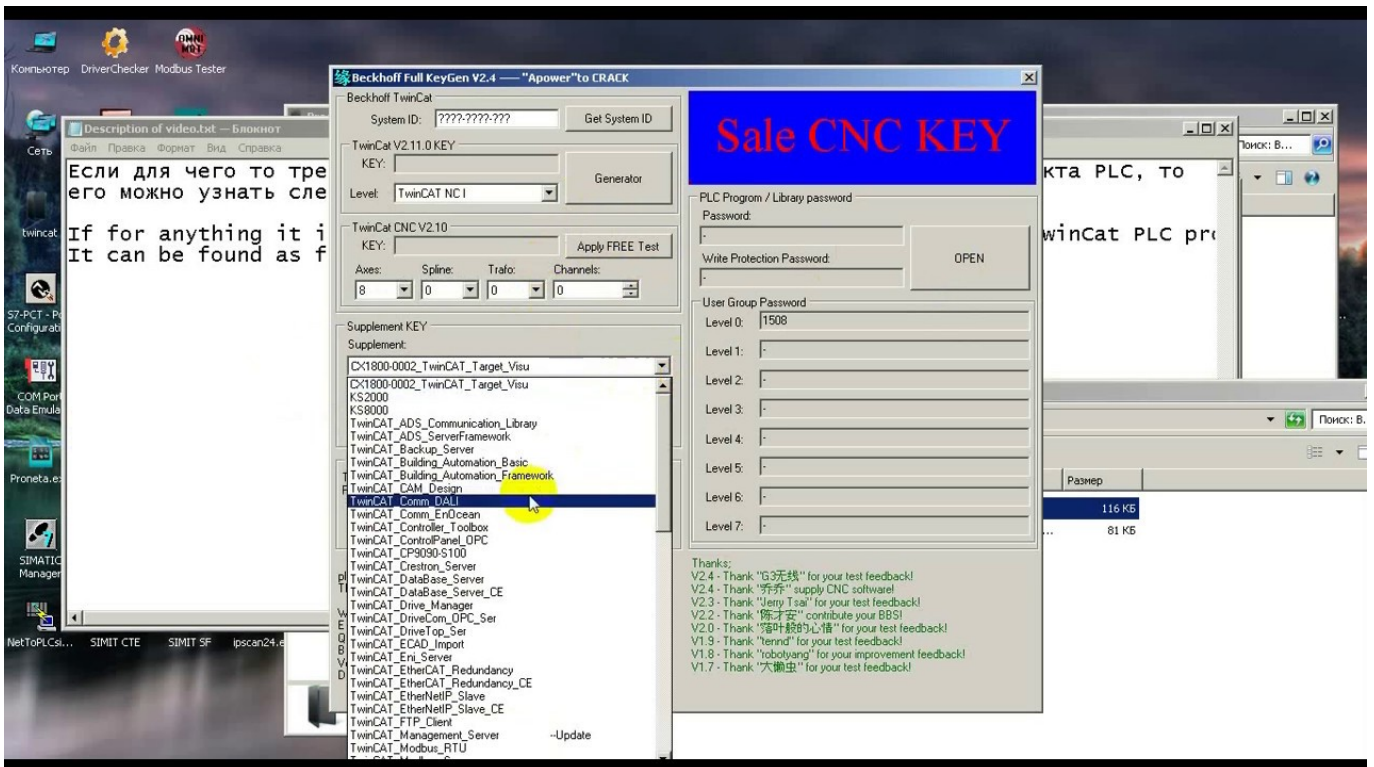 Компьютер
DriverChecker
Modbus Tester
Сеть
twincat
S7-PCT - Po
Configurati
COM Por
Data Emula
Proneta.e
SIMATIC
Manager
NetToPLCsi...
SIMIT CTE
SIMIT SF
ipscan24.e
Description of video.txt — Блокнот
Файл Правка Формат Вид Справка
Если для чего то тре
его можно узнать сле
If for anything it i
It can be found as f
кта PLC, то
winCat PLC pr
Поиск: В...
Поиск: В.
Размер
116 КБ
81 КБ
Beckhoff Full KeyGen V2.4 —— "Apower"to CRACK
Beckhoff TwinCat
System ID: ????-????-???
Get System ID
TwinCat V2.11.0 KEY
KEY:
Level: TwinCAT NC I
Generator
TwinCat CNC V2.10
KEY:
Apply FREE Test
Axes: Spline: Trafo: Channels:
8 0 0 0
Supplement KEY
Supplement:
CX1800-0002_TwinCAT_Target_Visu
CX1800-0002_TwinCAT_Target_Visu
KS2000
KS8000
TwinCAT_ADS_Communication_Library
TwinCAT_ADS_ServerFramework
TwinCAT_Backup_Server
TwinCAT_Building_Automation_Basic
TwinCAT_Building_Automation_Framework
TwinCAT_CAM_Design
TwinCAT_Comm_DALI
TwinCAT_Comm_EnOcean
TwinCAT_Controller_Toolbox
TwinCAT_ControlPanel_OPC
TwinCAT_CP9090-S100
TwinCAT_Crestron_Server
TwinCAT_DataBase_Server
TwinCAT_DataBase_Server_CE
TwinCAT_Drive_Manager
TwinCAT_DriveCom_OPC_Ser
TwinCAT_DriveTop_Ser
TwinCAT_ECAD_Import
TwinCAT_Eni_Server
TwinCAT_EtherCAT_Redundancy
TwinCAT_EtherCAT_Redundancy_CE
TwinCAT_EtherNetIP_Slave
TwinCAT_EtherNetIP_Slave_CE
TwinCAT_FTP_Client
TwinCAT_Management_Server --Update
TwinCAT_Modbus_RTU
Sale CNC KEY
PLC Progrom / Library password
Password:
-
Write Protection Password:
-
OPEN
User Group Password
Level 0: 1508
Level 1: -
Level 2: -
Level 3: -
Level 4: -
Level 5: -
Level 6: -
Level 7: -
Thanks;
V2.4 - Thank "G3无线" for your test feedback!
V2.4 - Thank "乔乔" supply CNC software!
V2.3 - Thank "Jerry Tsai" for your test feedback!
V2.2 - Thank "陈才安" contribute your BBS!
V2.0 - Thank "落叶般的心情" for your test feedback!
V1.9 - Thank "tennd" for your test feedback!
V1.8 - Thank "robotyang" for your improvement feedback!
V1.7 - Thank "大懒虫" for your test feedback!